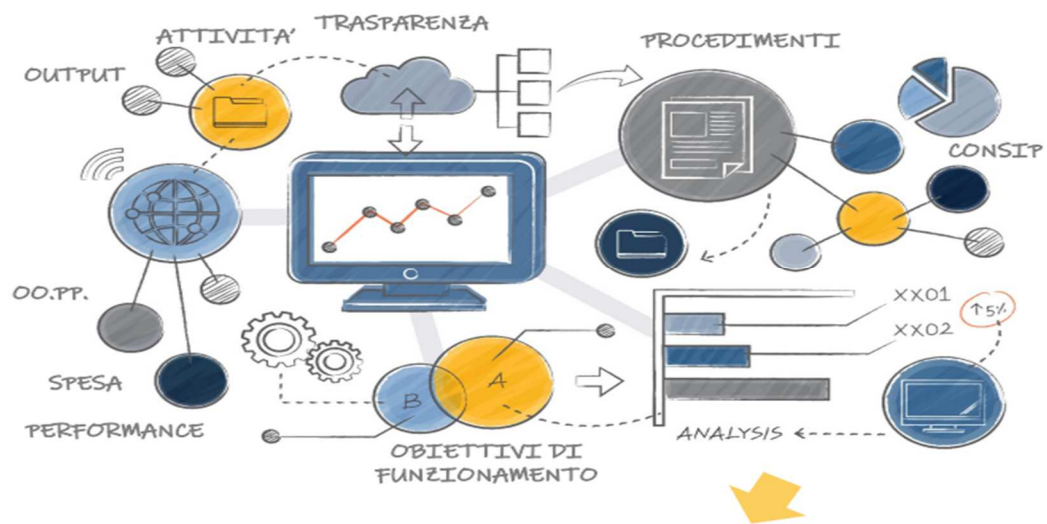 TRASPARENZA
ATTIVITA'
PROCEDIMENTI
OUTPUT
CONSIP
OO.PP.
XX01
↑5%
XX02
SPESA
A
B
PERFORMANCE
ANALYSIS
OBIETTIVI DI
FUNZIONAMENTO